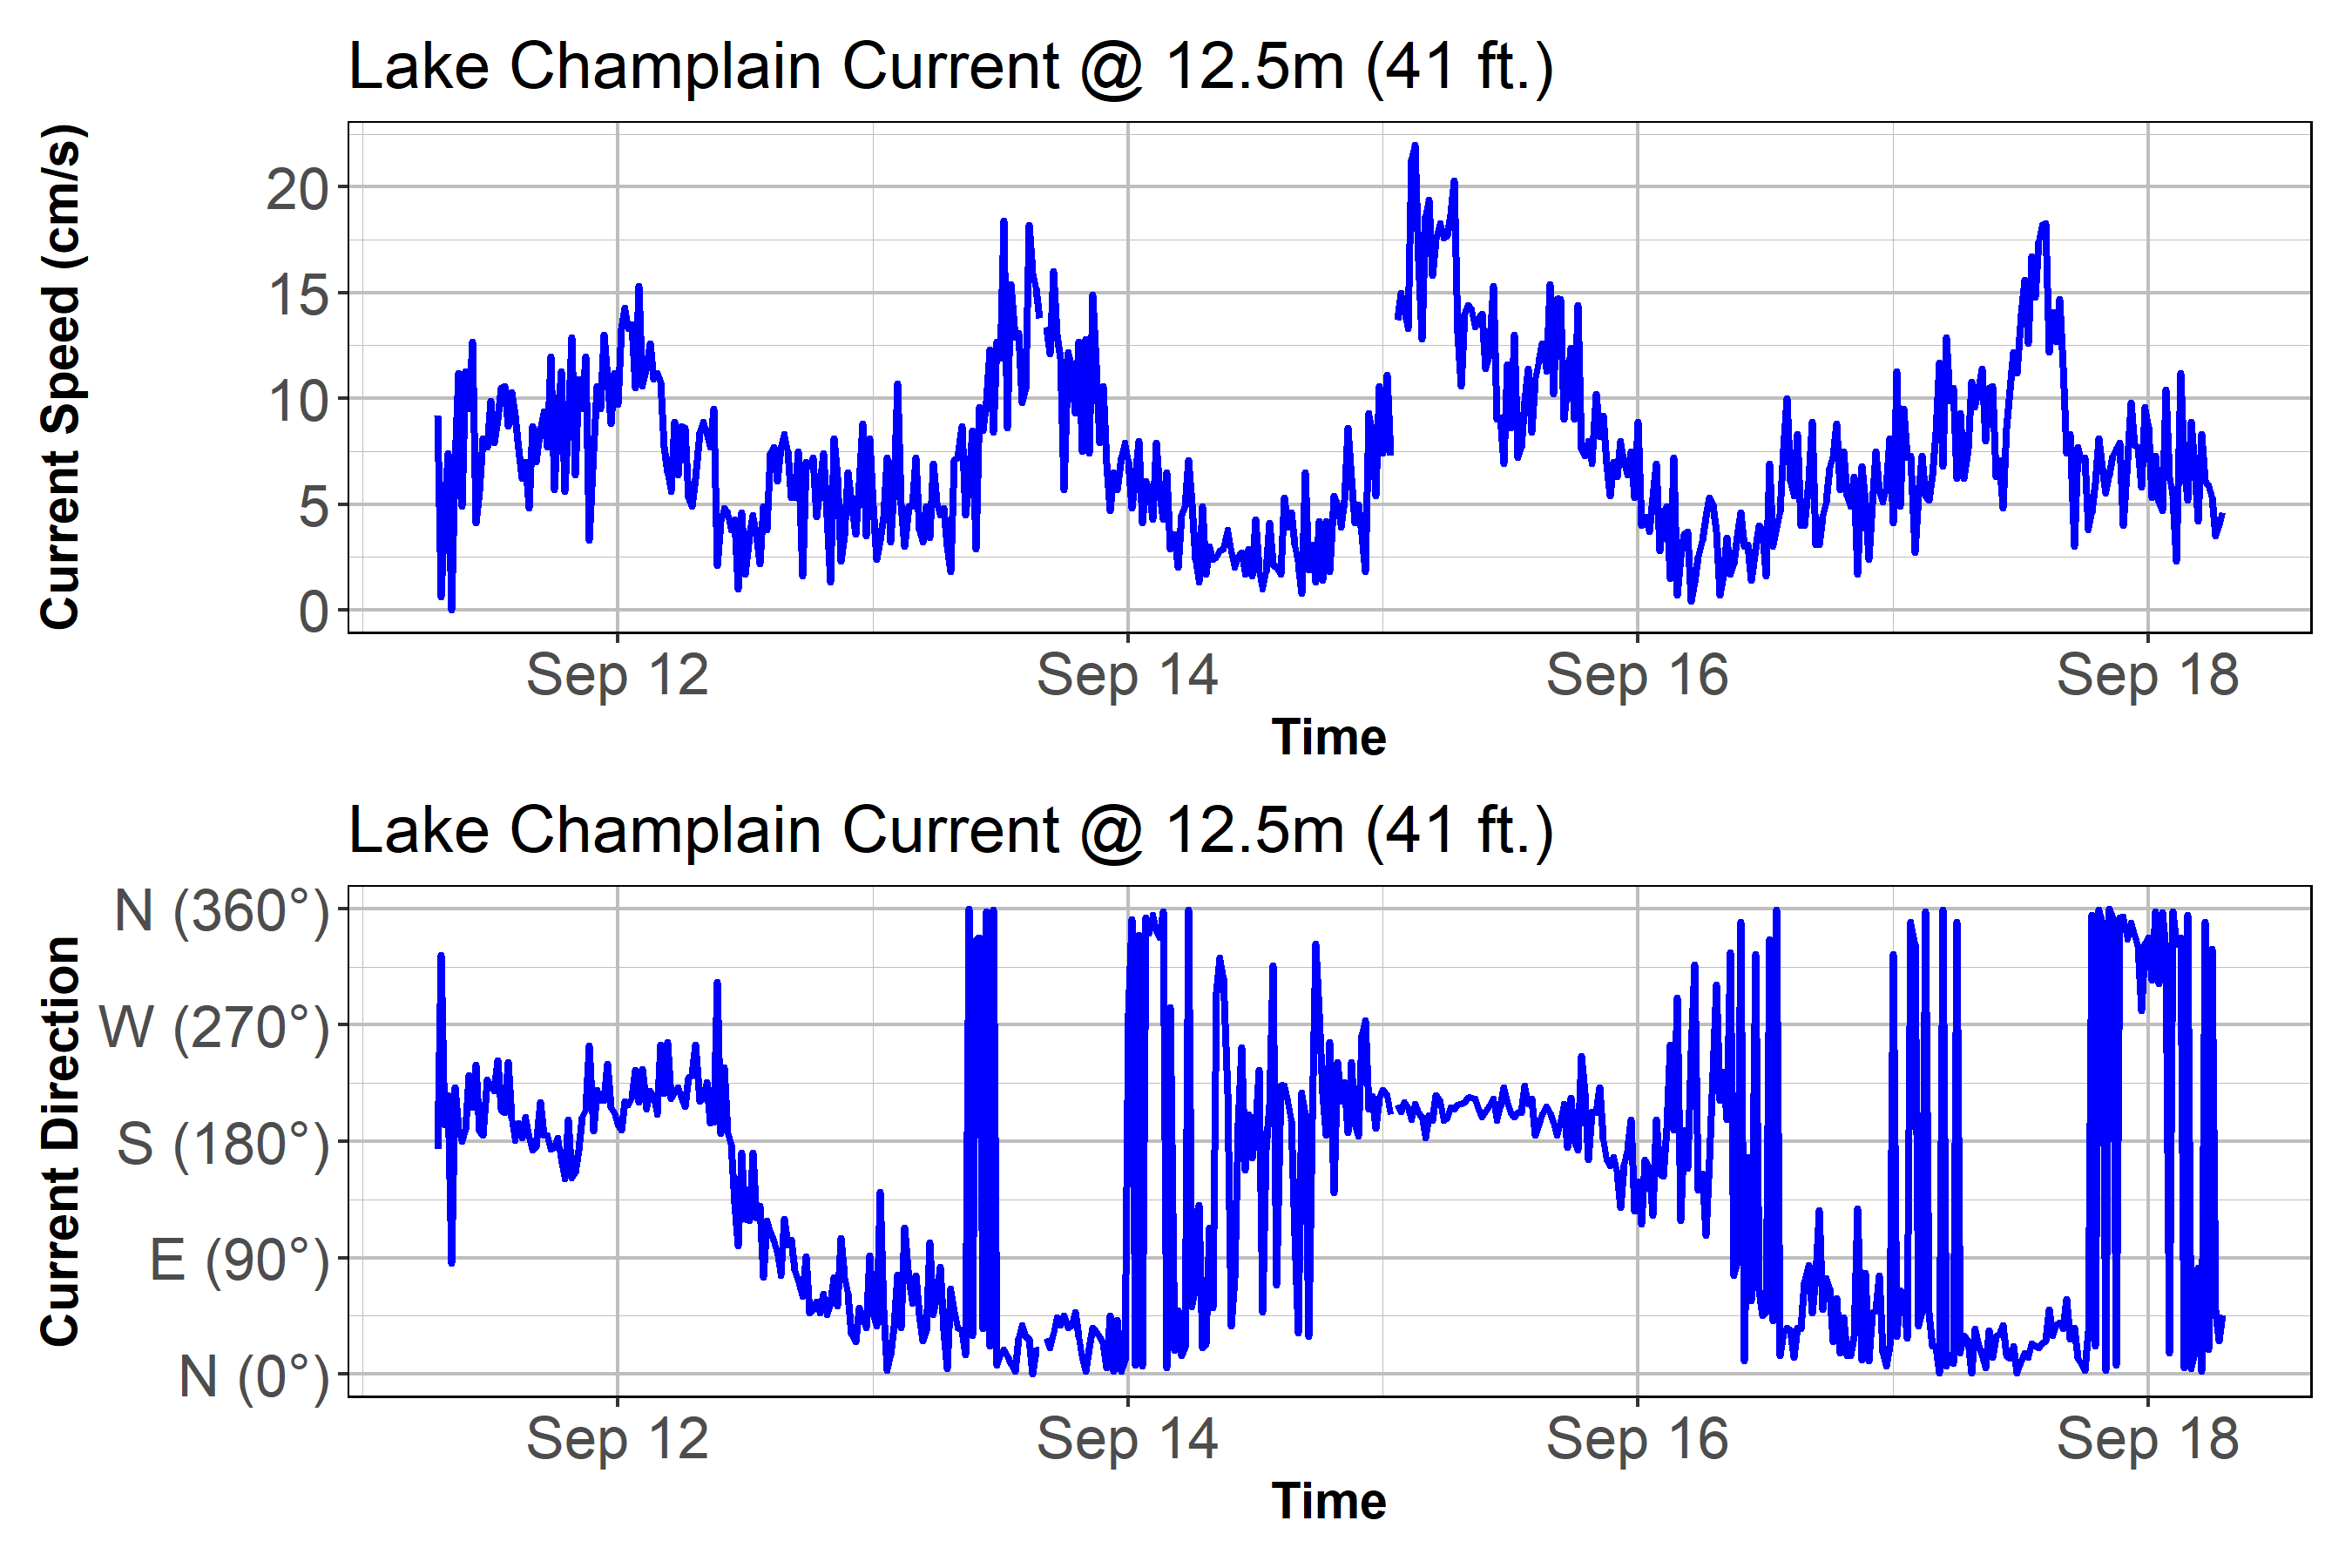 Lake Champlain Current @ 12.5m (41 ft.)
Current Speed (cm/s)
20
15
10
5
0
Sep 12
Sep 14
Sep 16
Sep 18
Time
Lake Champlain Current @ 12.5m (41 ft.)
Current Direction
N (360°)
W (270°)
S (180°)
E (90°)
N (0°)
Sep 12
Sep 14
Sep 16
Sep 18
Time